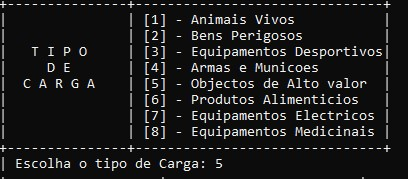 [1] - Animais Vivos
[2] - Bens Perigosos
T I P O [3] - Equipamentos Desportivos
D E [4] - Armas e Municoes
C A R G A [5] - Objectos de Alto valor
[6] - Produtos Alimenticios
[7] - Equipamentos Electricos
[8] - Equipamentos Medicinais
Escolha o tipo de Carga: 5